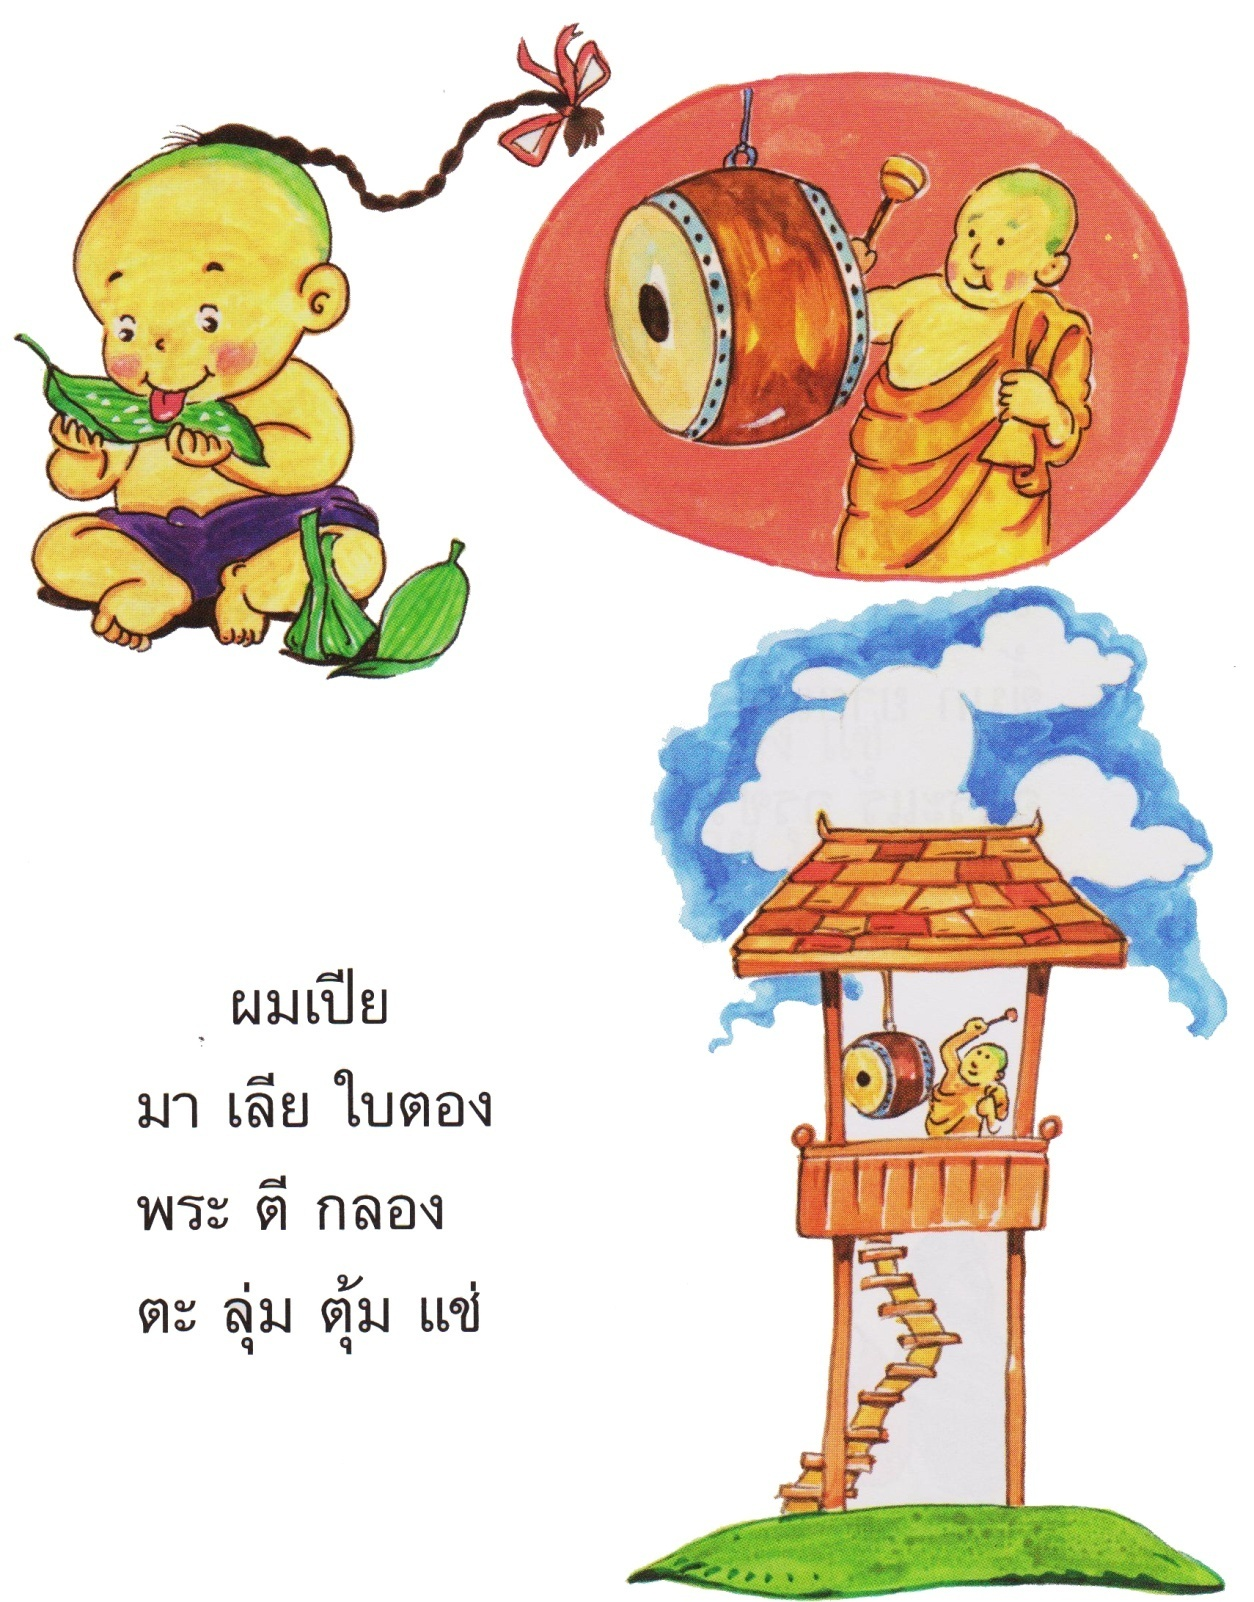 ผมเปีย
มา เลีย ใบตอง
พระ ตี กลอง
ตะ ลุ่ม ตุ้ม แช่